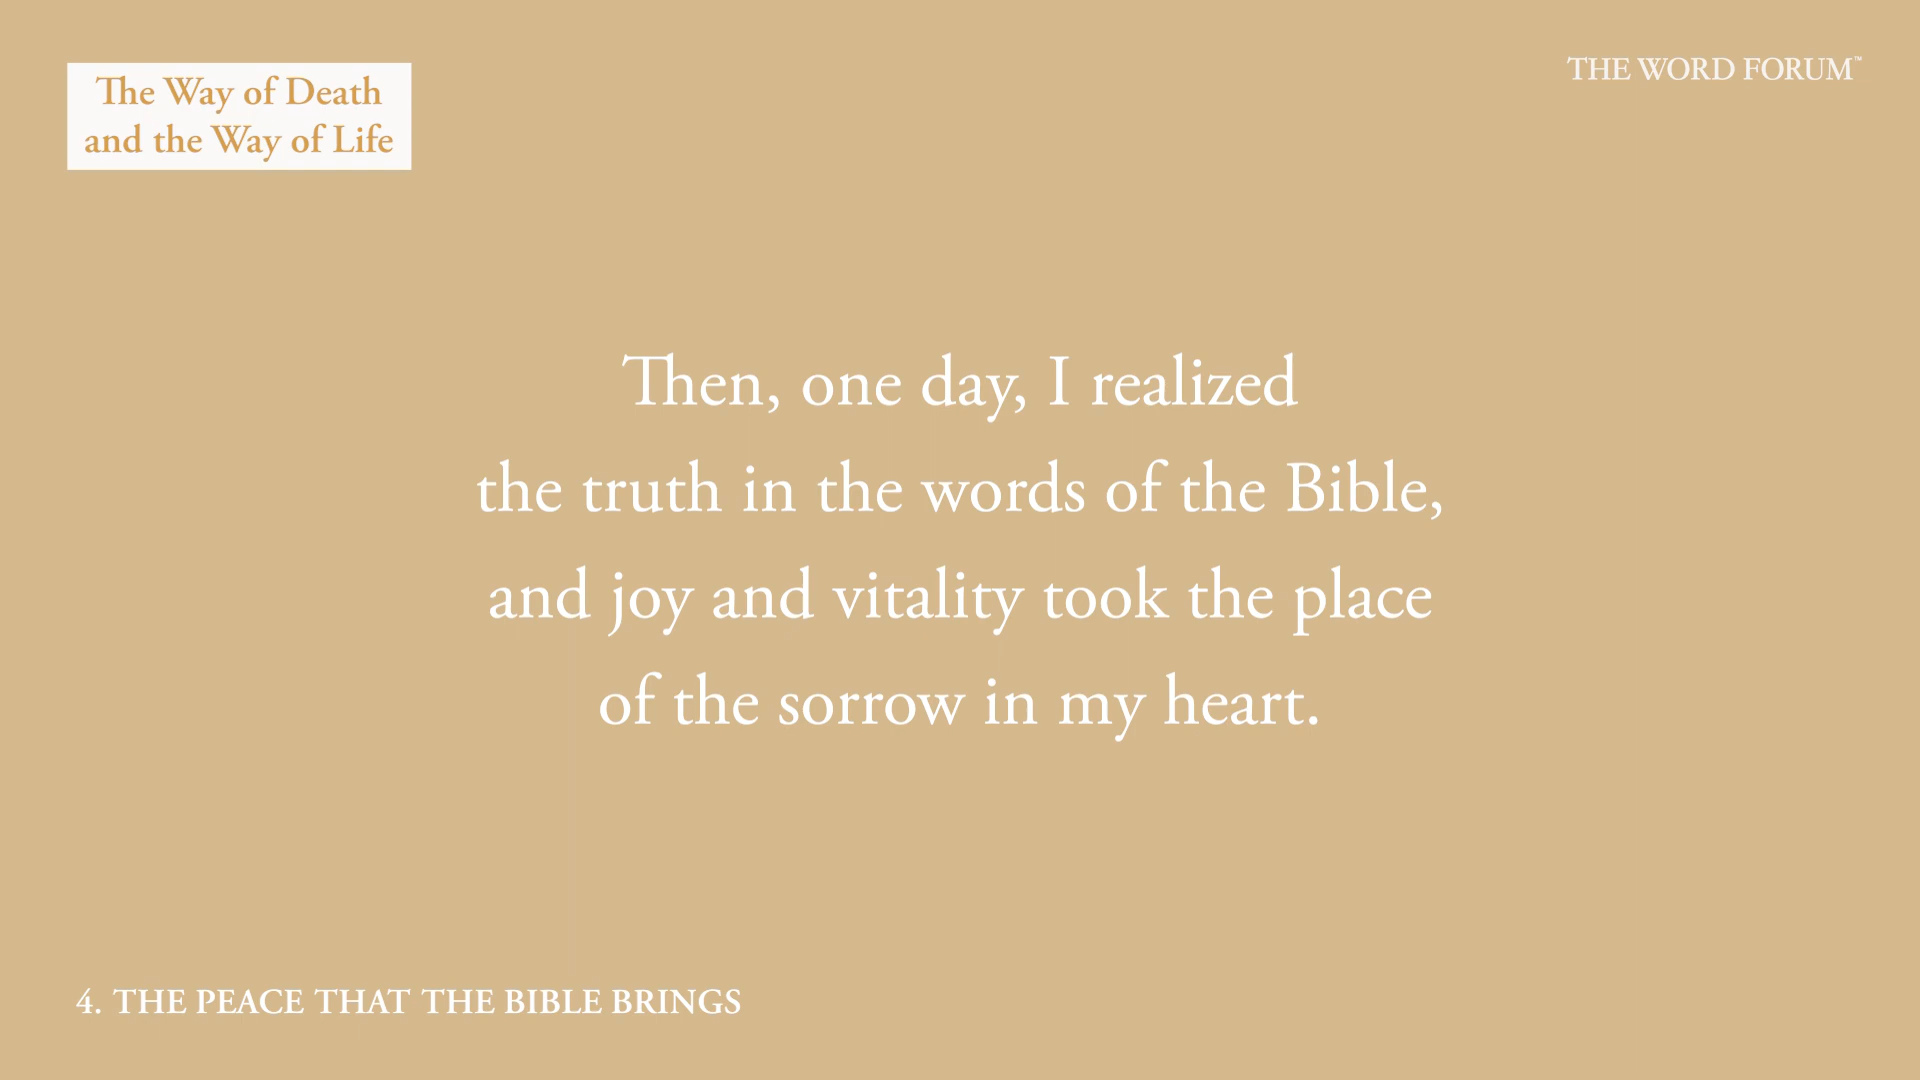 The Way of Death
and the Way of Life
THE WORD FORUM™
Then, one day, I realized
the truth in the words of the Bible,
and joy and vitality took the place
of the sorrow in my heart.
4. THE PEACE THAT THE BIBLE BRINGS